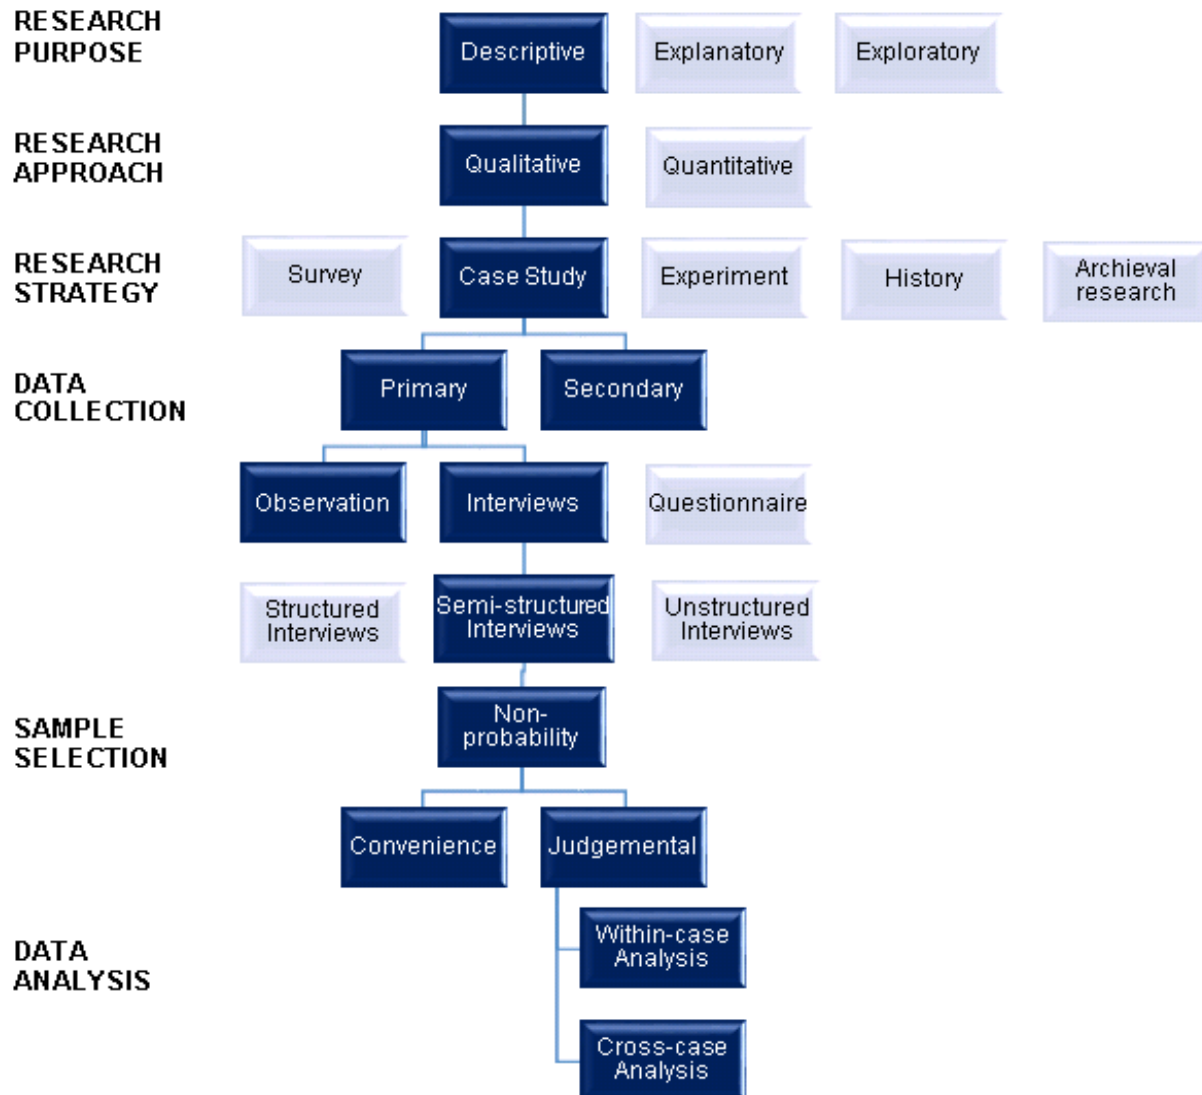 RESEARCH
PURPOSE
Descriptive
Explanatory
Exploratory
RESEARCH
APPROACH
Qualitative
Quantitative
RESEARCH
STRATEGY
Survey
Case Study
Experiment
History
Archieval
research
DATA
COLLECTION
Primary
Secondary
Observation
Interviews
Questionnaire
Structured
Interviews
Semi-structured
Interviews
Unstructured
Interviews
SAMPLE
SELECTION
Non-
probability
Convenience
Judgemental
DATA
ANALYSIS
Within-case
Analysis
Cross-case
Analysis